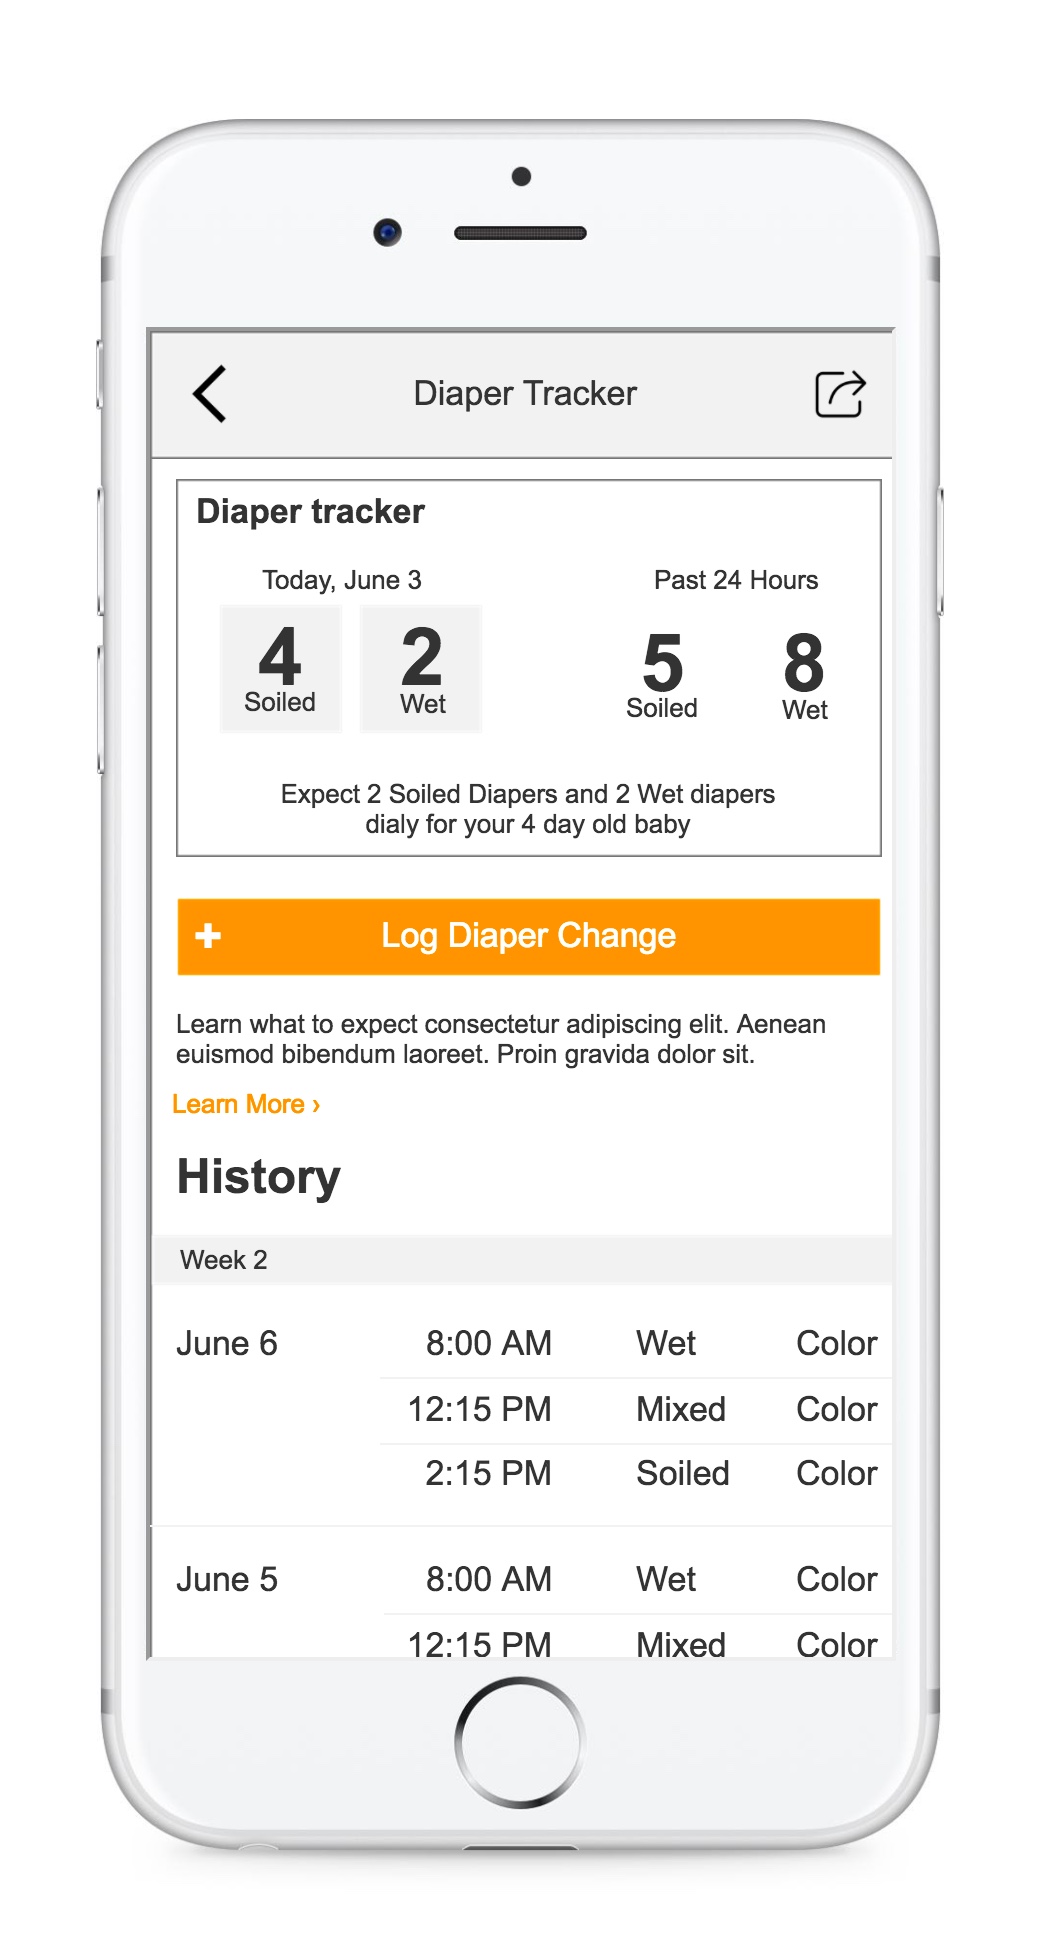 Diaper Tracker
Diaper tracker
Today, June 3
Past 24 Hours
4
Soiled
2
Wet
5
Soiled
8
Wet
Expect 2 Soiled Diapers and 2 Wet diapers
dialy for your 4 day old baby
Log Diaper Change
Learn what to expect consectetur adipiscing elit. Aenean
euismod bibendum laoreet. Proin gravida dolor sit.
Learn More ›
History
Week 2
June 6 8:00 AM Wet Color
12:15 PM Mixed Color
2:15 PM Soiled Color
June 5 8:00 AM Wet Color
12:15 PM Mixed Color